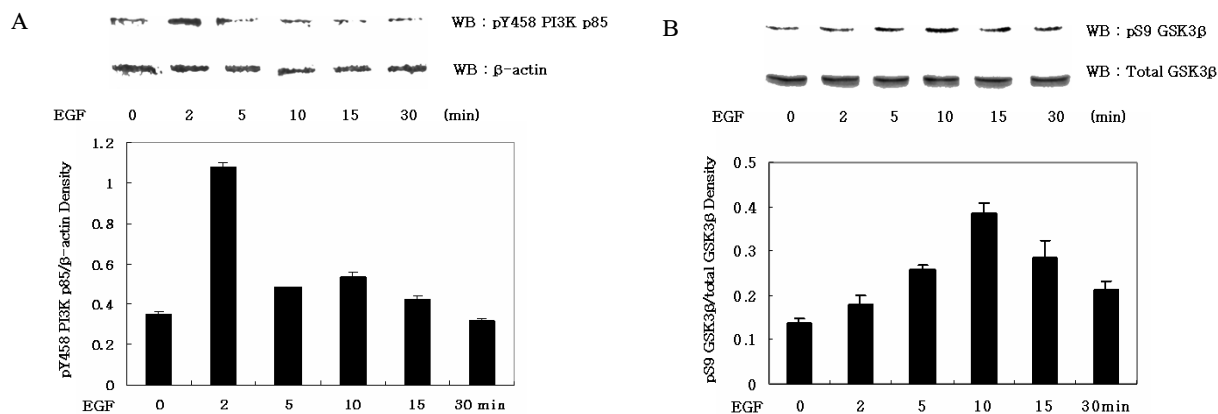 A
WB : pY458 PI3K p85
WB : β-actin
EGF 0 2 5 10 15 30 (min)
pY458 PI3K p85/β-actin Density
1.2
1
0.8
0.6
0.4
0.2
0
EGF 0 2 5 10 15 30 min
B
WB : pS9 GSK3β
WB : Total GSK3β
EGF 0 2 5 10 15 30 (min)
pS9 GSK3β/total GSK3β Density
0.5
0.4
0.3
0.2
0.1
0
EGF 0 2 5 10 15 30min